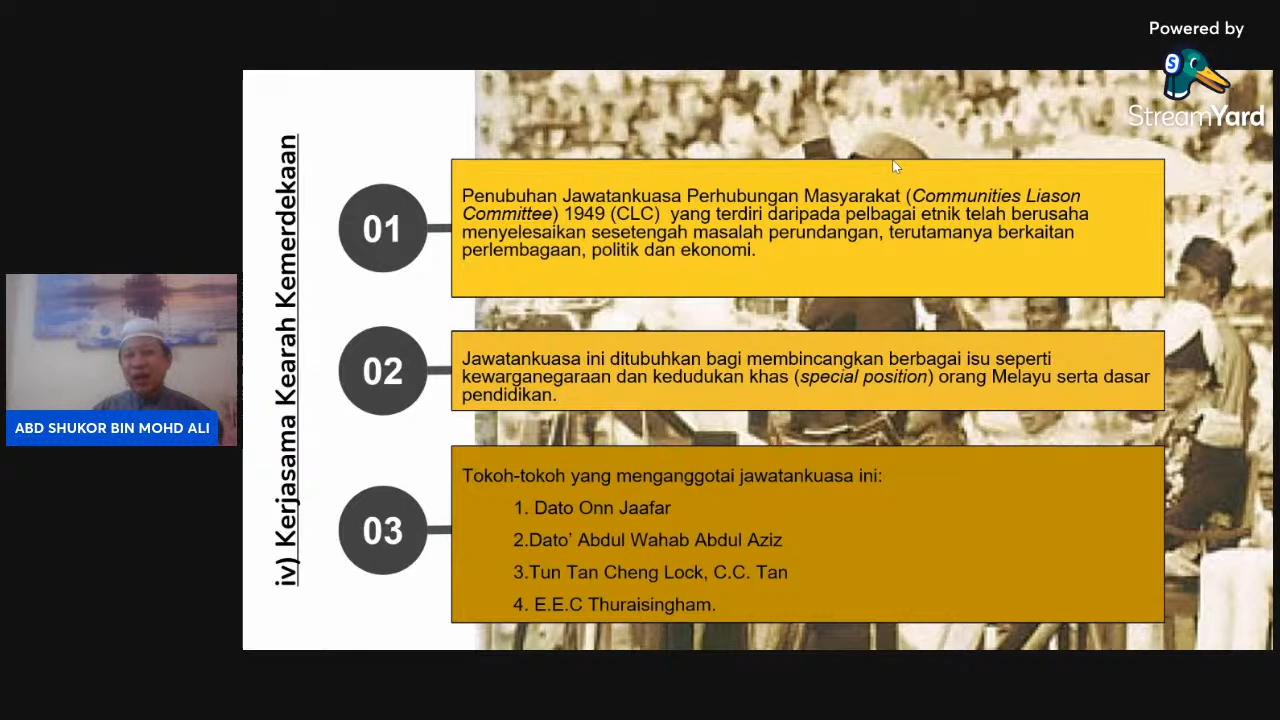 Powered by
S
StreamYard
iv) Kerjasama Kearah Kemerdekaan
01
Penubuhan Jawatankuasa Perhubungan Masyarakat (Communities Liason
Committee) 1949 (CLC) yang terdiri daripada pelbagai etnik telah berusaha
menyelesaikan sesetengah masalah perundangan, terutamanya berkaitan
perlembagaan, politik dan ekonomi.
02
Jawatankuasa ini ditubuhkan bagi membincangkan berbagai isu seperti
kewarganegaraan dan kedudukan khas (special position) orang Melayu serta dasar
pendidikan.
03
Tokoh-tokoh yang menganggotai jawatankuasa ini:
1. Dato Onn Jaafar
2.Dato’ Abdul Wahab Abdul Aziz
3.Tun Tan Cheng Lock, C.C. Tan
4. E.E.C Thuraisingham.
ABD SHUKOR BIN MOHD ALI